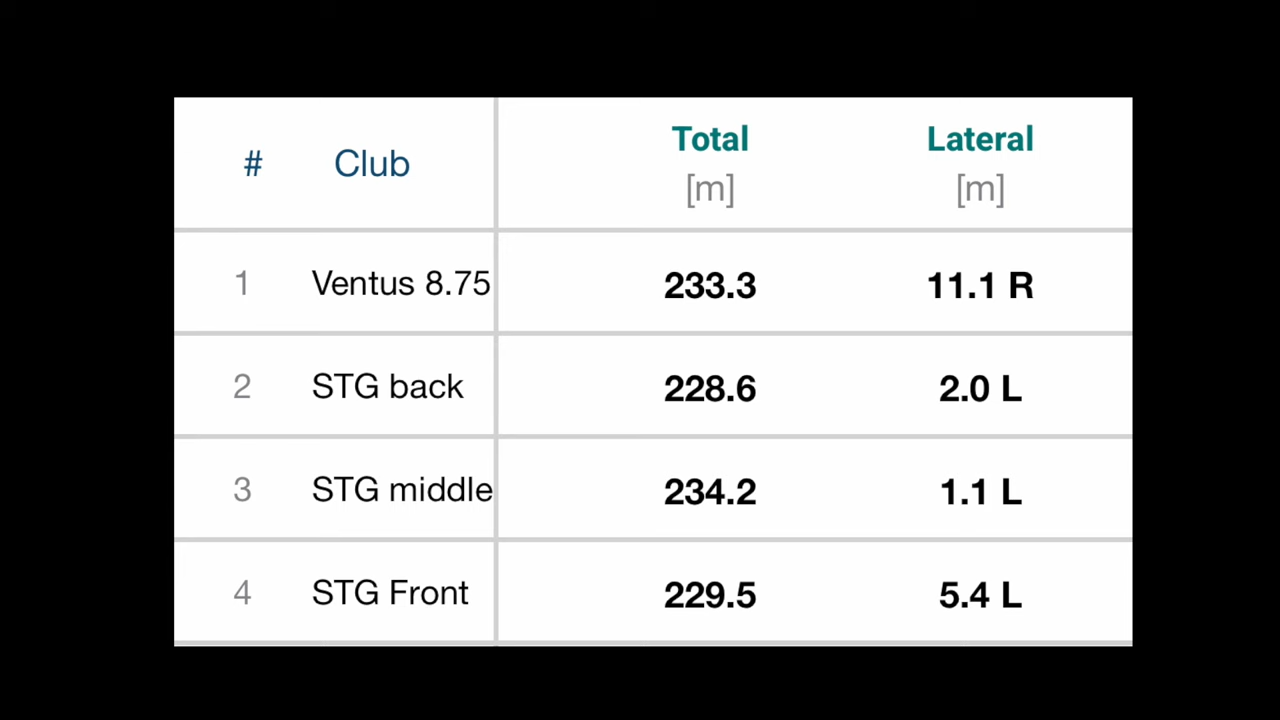 # Club Total Lateral
[m] [m]
1 Ventus 8.75 233.3 11.1 R
2 STG back 228.6 2.0 L
3 STG middle 234.2 1.1 L
4 STG Front 229.5 5.4 L